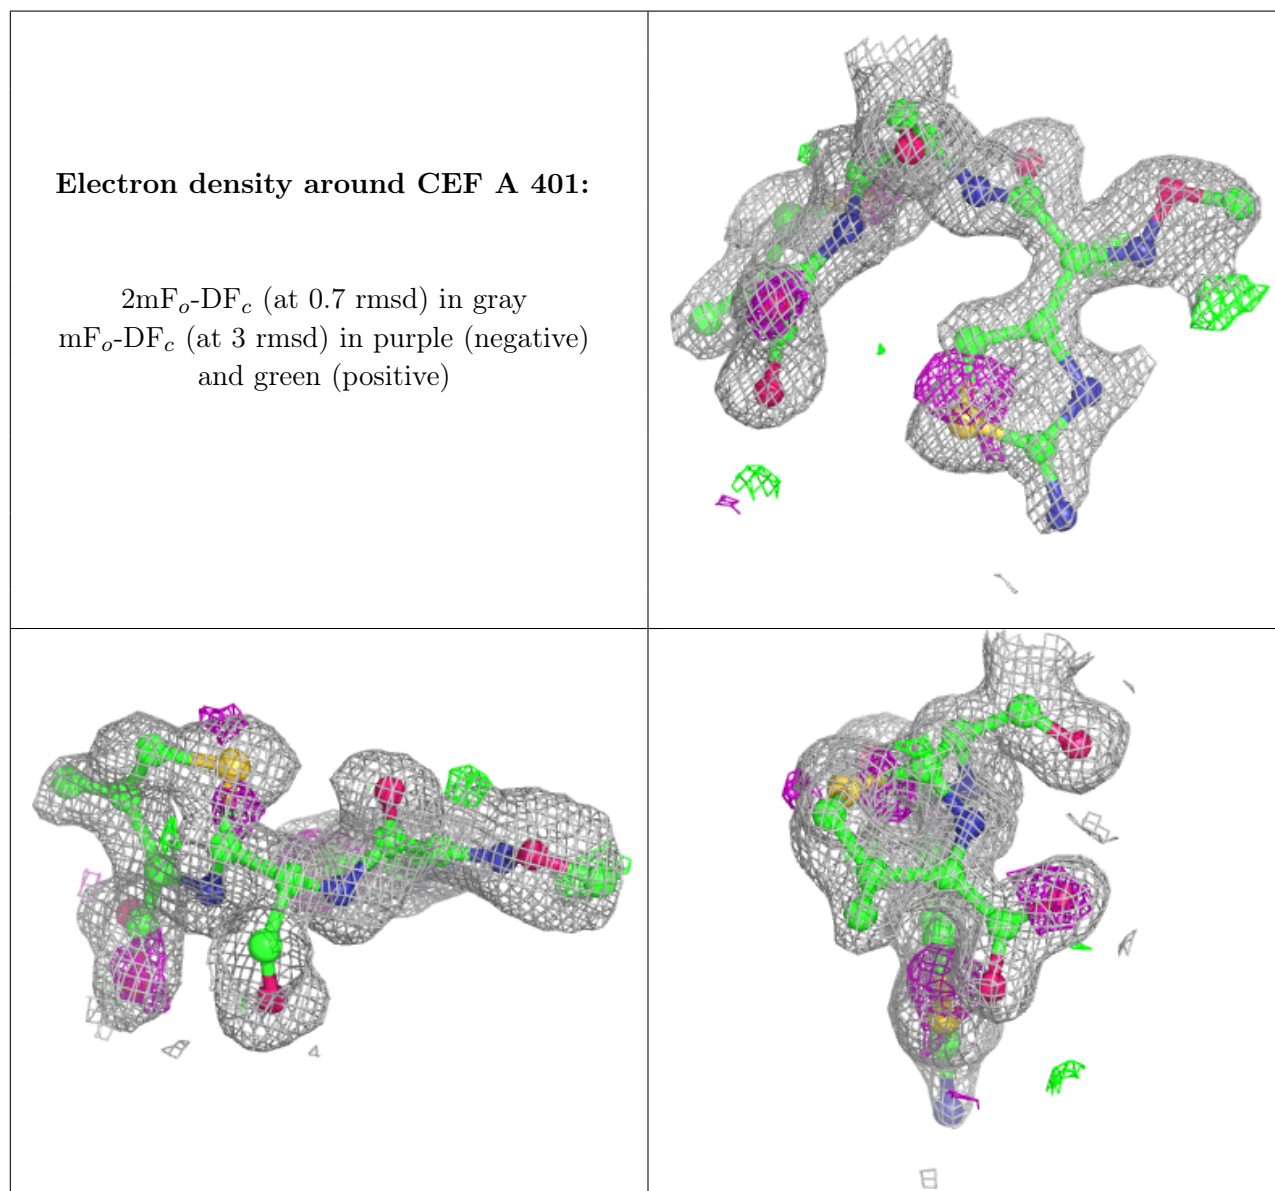 Electron density around CEF A 401:
2mFo-DFc (at 0.7 rmsd) in gray
mFo-DFc (at 3 rmsd) in purple (negative)
and green (positive)